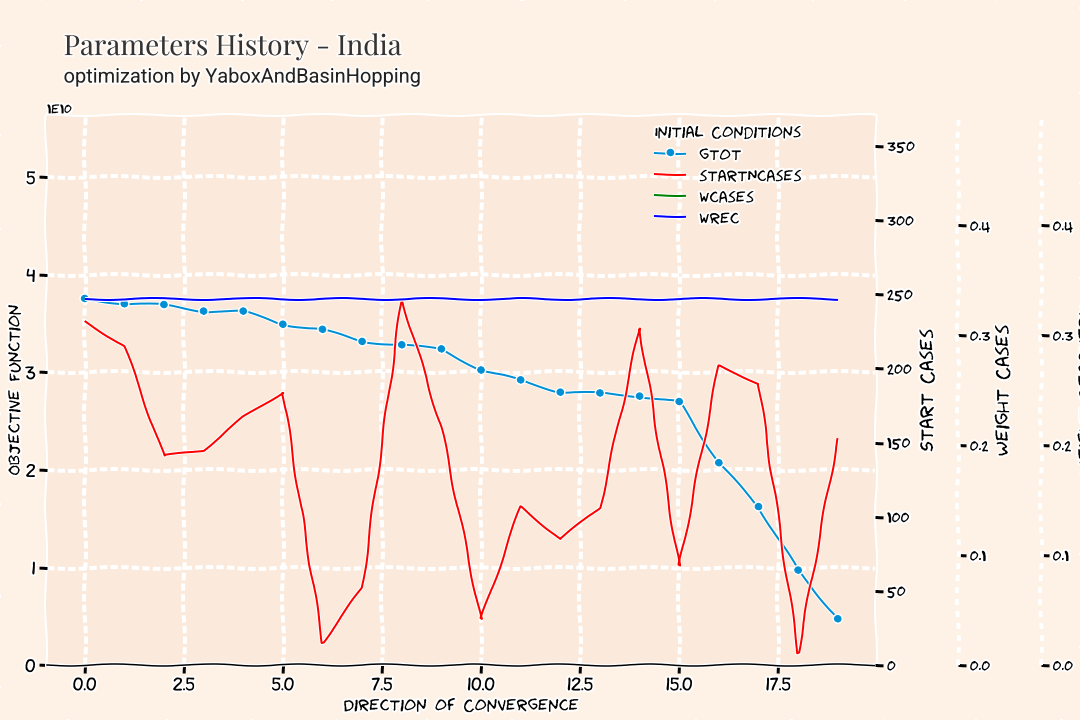 Parameters History - India
optimization by YaboxAndBasinHopping
1E10
INITIAL CONDITIONS
GTOT
STARTNCASES
WCASES
WREC
OBJECTIVE FUNCTION
5
4
3
2
1
0
350
300
250
200
150
100
50
0
START CASES
0.4
0.3
0.2
0.1
0.0
WEIGHT CASES
0.4
0.3
0.2
0.1
0.0
0.0 2.5 5.0 7.5 10.0 12.5 15.0 17.5
DIRECTION OF CONVERGENCE